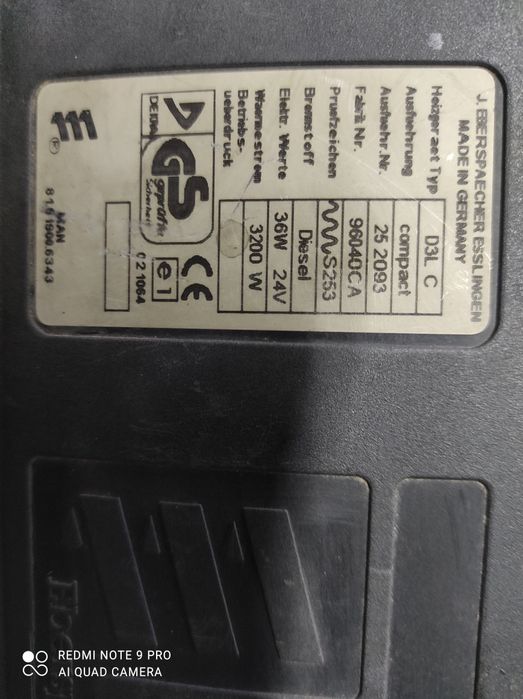 J. EBERSPAECHER ESSLINGEN
MADE IN GERMANY
Heizgeraet Typ D3L C
Ausfuehrung compact
Ausfuehr.Nr. 25 2093
Fabrik Nr. 96040CA
Pruefzeichen S253
Brennstoff Diesel
Elektr. Werte 36W 24V
Waermestrom 3200 W
Betriebs-
ueberdruck
GS
geprüfte
Sicherheit
CE
e1
021064
MAN
81.61900.6343
REDMI NOTE 9 PRO
AI QUAD CAMERA